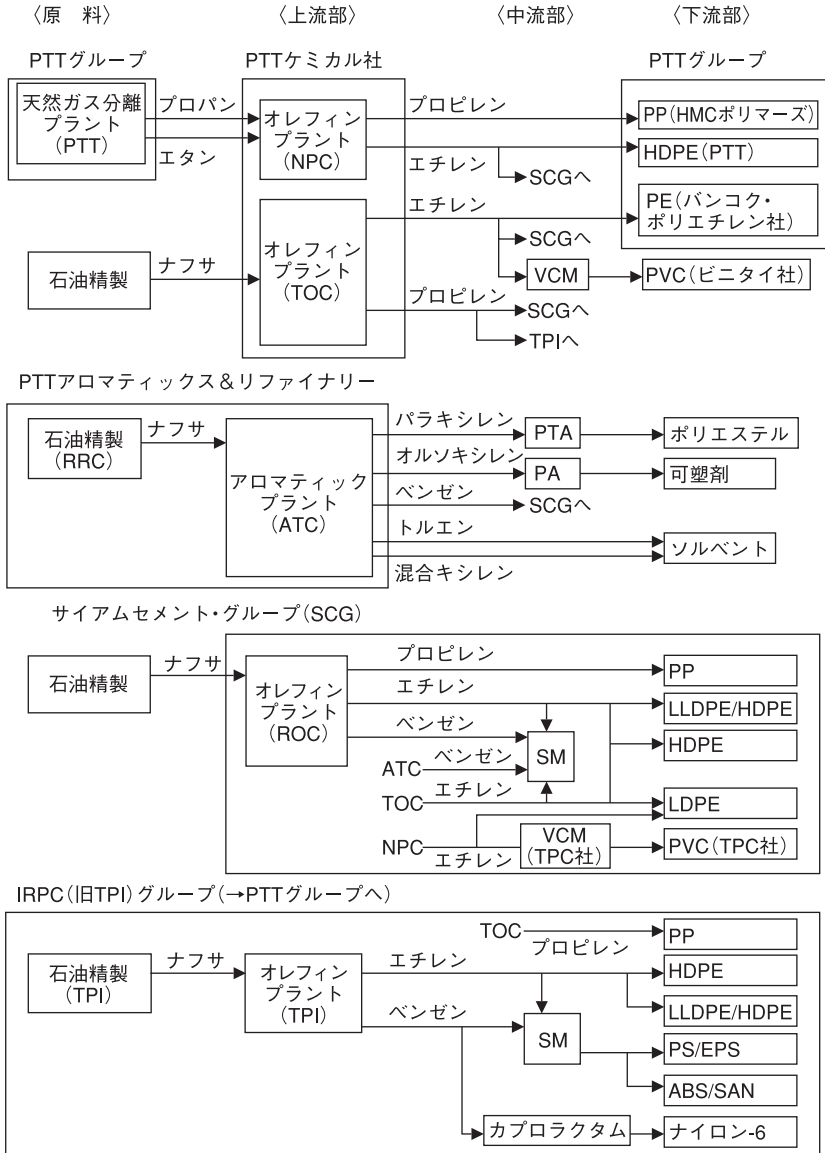 〈原　料〉
〈上流部〉
〈中流部〉
〈下流部〉
PTTグループ
PTTケミカル社
PTTグループ
天然ガス分離
プラント
(PTT)
プロパン
エタン
オレフィン
プラント
(NPC)
プロピレン
PP(HMCポリマーズ)
エチレン
HDPE(PTT)
SCGへ
石油精製
ナフサ
オレフィン
プラント
(TOC)
エチレン
PE(バンコク・
ポリエチレン社)
SCGへ
VCM
PVC(ビニタイ社)
プロピレン
SCGへ
TPIへ
PTTアロマティックス＆リファイナリー
石油精製
(RRC)
ナフサ
アロマティック
プラント
(ATC)
パラキシレン
PTA
ポリエステル
オルソキシレン
PA
可塑剤
ベンゼン
SCGへ
トルエン
混合キシレン
ソルベント
サイアムセメント・グループ(SCG)
石油精製
ナフサ
オレフィン
プラント
(ROC)
プロピレン
PP
エチレン
LLDPE/HDPE
ベンゼン
SM
HDPE
ATC
ベンゼン
TOC
エチレン
LDPE
NPC
エチレン
VCM
(TPC社)
PVC(TPC社)
IRPC(旧TPI)グループ(→PTTグループへ)
石油精製
(TPI)
ナフサ
オレフィン
プラント
(TPI)
TOC
プロピレン
PP
エチレン
HDPE
LLDPE/HDPE
ベンゼン
SM
PS/EPS
ABS/SAN
カプロラクタム
ナイロン-6